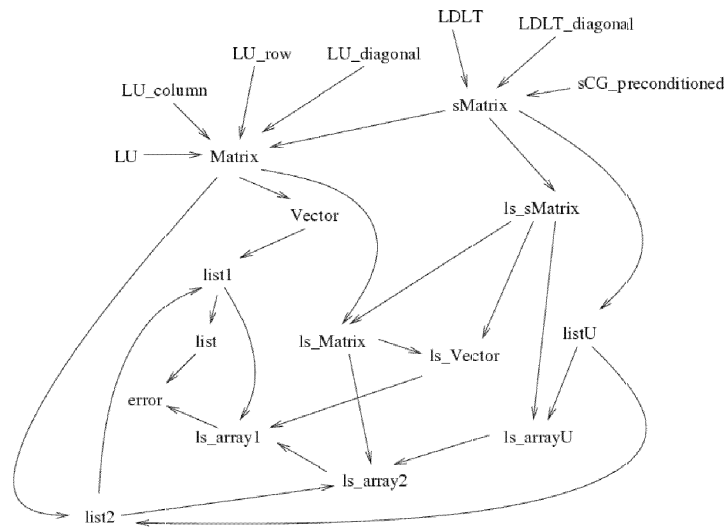 LDLT
LDLT_diagonal
LU_row
LU_diagonal
sCG_preconditioned
LU_column
sMatrix
LU
Matrix
Vector
ls_sMatrix
list1
list
ls_Matrix
ls_Vector
listU
error
ls_array1
ls_arrayU
ls_array2
list2